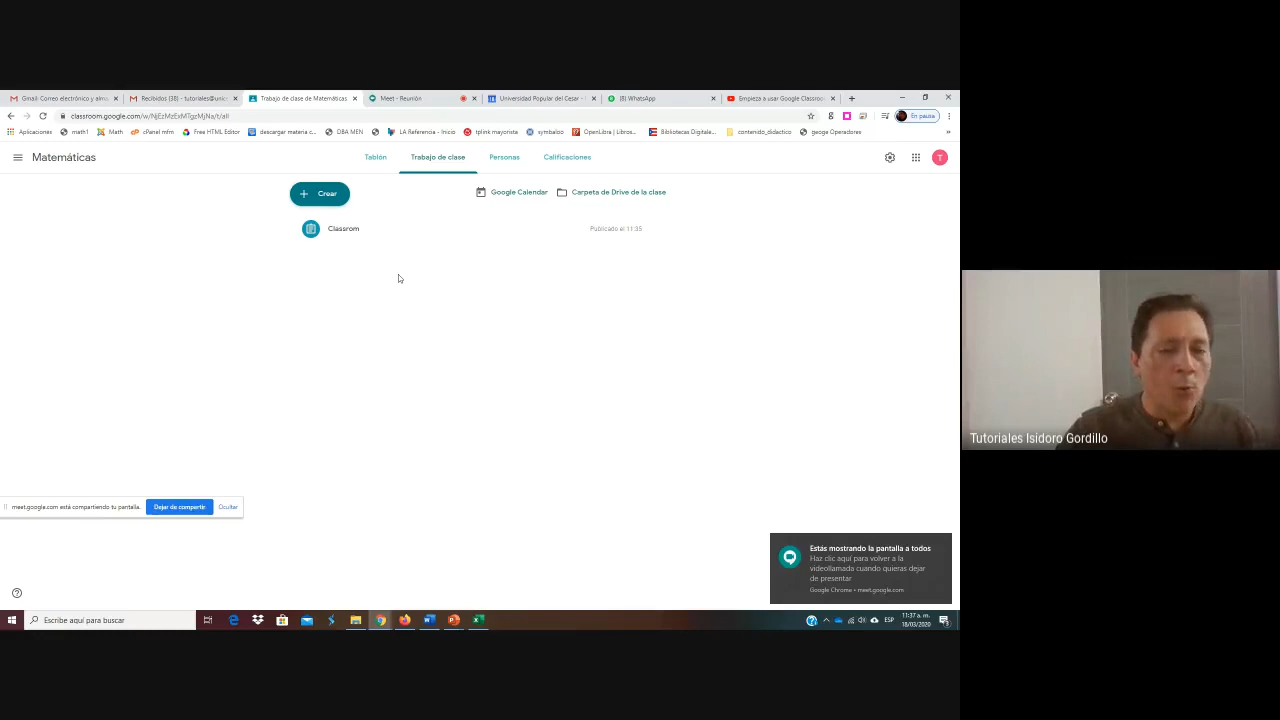 Gmail- Correo electrónico y almac
Recibidos (38) - tutoriales@unic
Trabajo de clase de Matemáticas
Meet - Reunión
Universidad Popular del Cesar -
(8) WhatsApp
Empieza a usar Google Classroo
classroom.google.com/w/NjEzMzExMTgzMjNa/t/all
En pausa
Aplicaciones
math1
Math
cPanel mfm
Free HTML Editor
descargar materia c...
DBA MEN
LA Referencia - Inicio
tplink mayorista
symbaloo
OpenLibra | Libros...
Bibliotecas Digitale...
contenido_didactico
geoge Operadores
»
Matemáticas
Tablón
Trabajo de clase
Personas
Calificaciones
T
+ Crear
Google Calendar
Carpeta de Drive de la clase
Classrom
Publicado el 11:35
Tutoriales Isidoro Gordillo
meet.google.com está compartiendo tu pantalla.
Dejar de compartir
Ocultar
Estás mostrando la pantalla a todos
Haz clic aquí para volver a la
videollamada cuando quieras dejar
de presentar
Google Chrome • meet.google.com
Escribe aquí para buscar
ESP
11:37 a. m.
18/03/2020